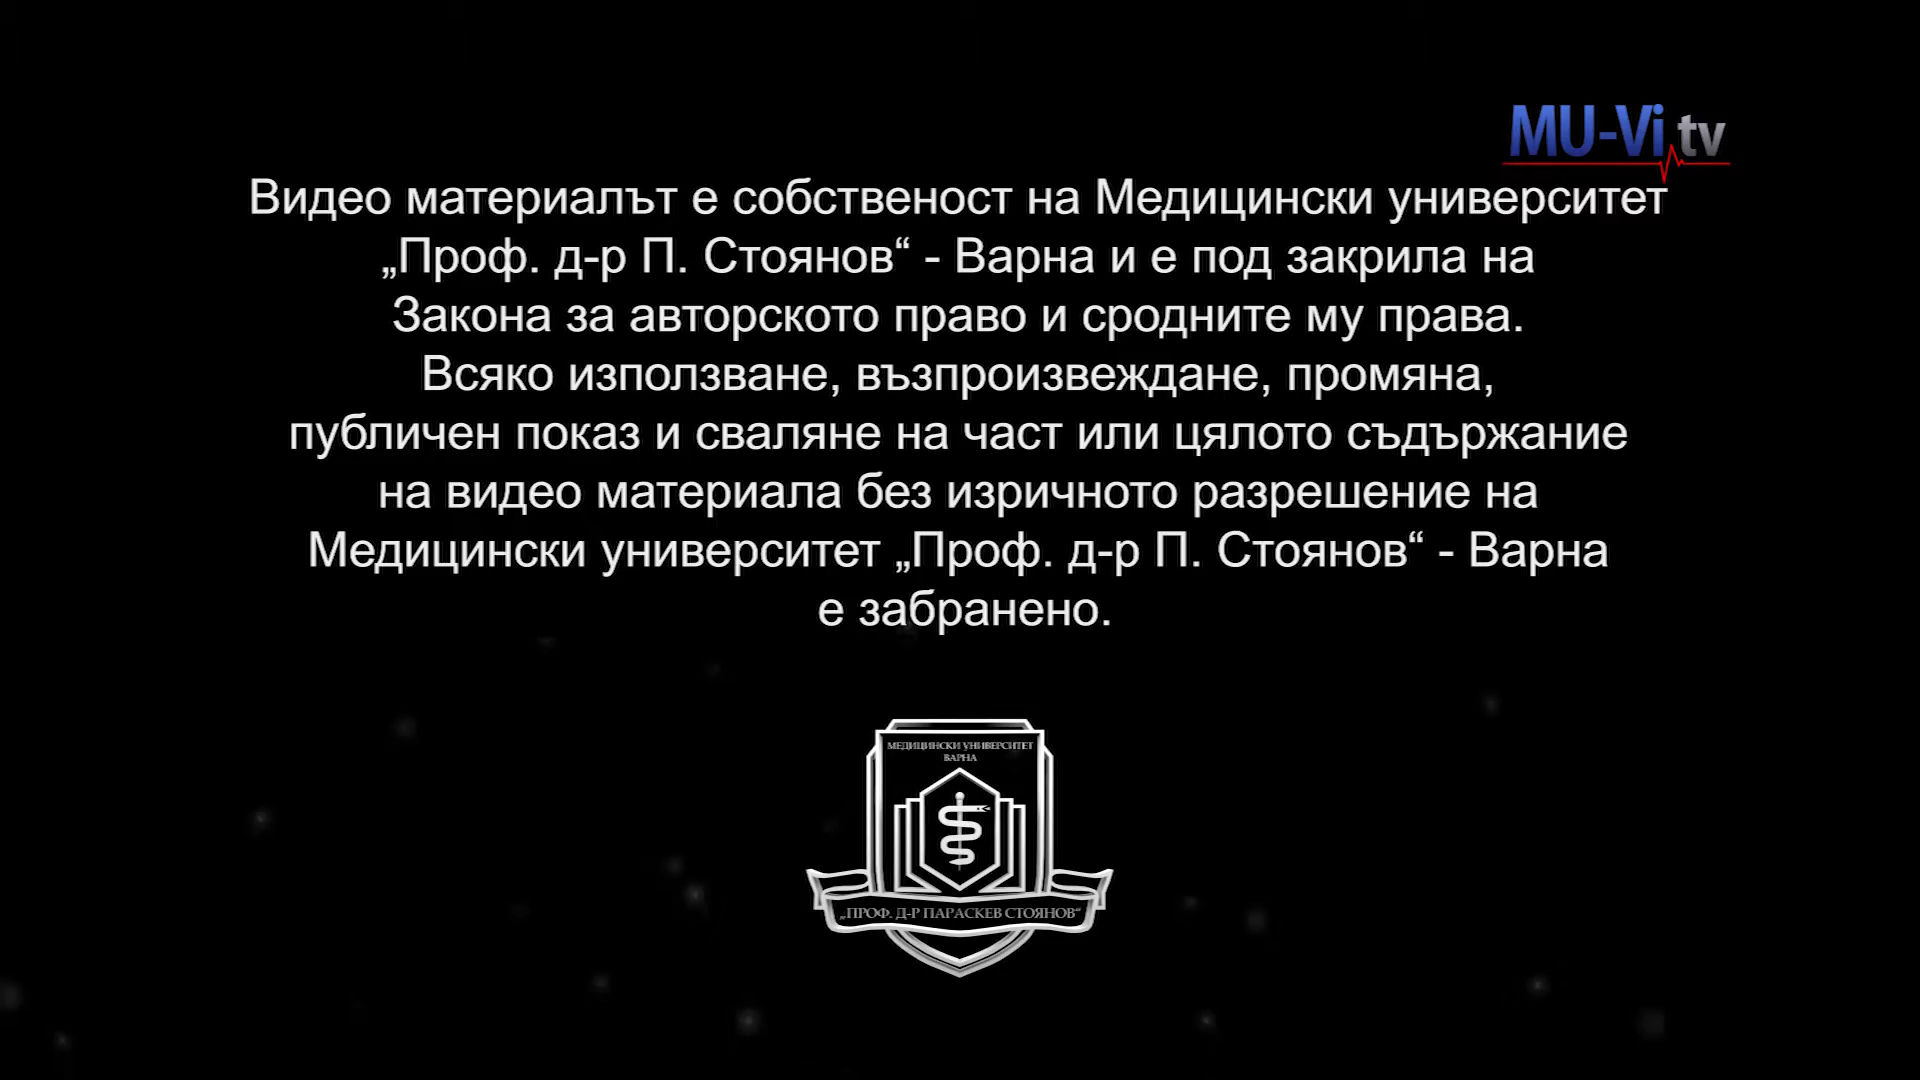 MU-Vi.tv
Видео материалът е собственост на Медицински университет
„Проф. д-р П. Стоянов“ - Варна и е под закрила на
Закона за авторското право и сродните му права.
Всяко използване, възпроизвеждане, промяна,
публичен показ и сваляне на част или цялото съдържание
на видео материала без изричното разрешение на
Медицински университет „Проф. д-р П. Стоянов“ - Варна
е забранено.
МЕДИЦИНСКИ УНИВЕРСИТЕТ
ВАРНА
„ПРОФ. Д-Р ПАРАСКЕВ СТОЯНОВ“